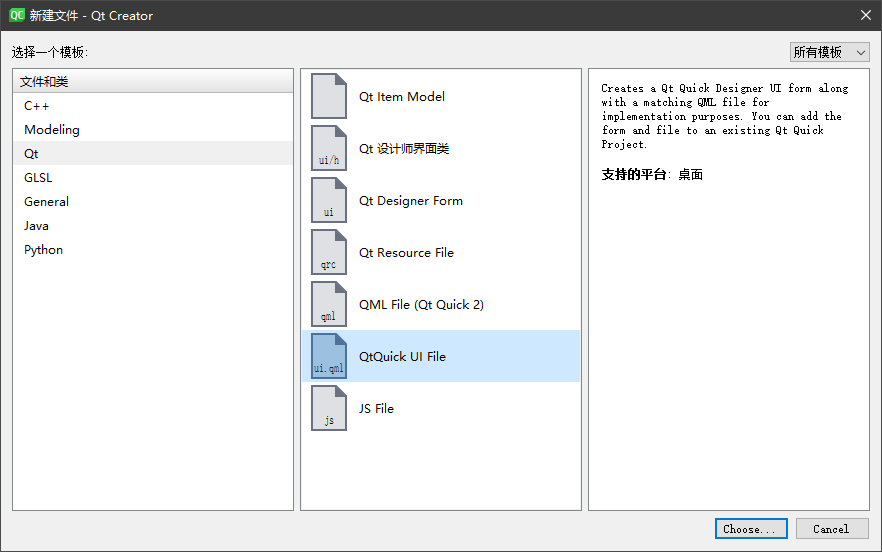 QC 新建文件 - Qt Creator
选择一个模板:
所有模板
文件和类
C++
Modeling
Qt
GLSL
General
Java
Python
Qt Item Model
ui/h
Qt 设计师界面类
ui
Qt Designer Form
qrc
Qt Resource File
qml
QML File (Qt Quick 2)
ui.qml
QtQuick UI File
js
JS File
Creates a Qt Quick Designer UI form along
with a matching QML file for
implementation purposes. You can add the
form and file to an existing Qt Quick
Project.
支持的平台: 桌面
Choose...
Cancel